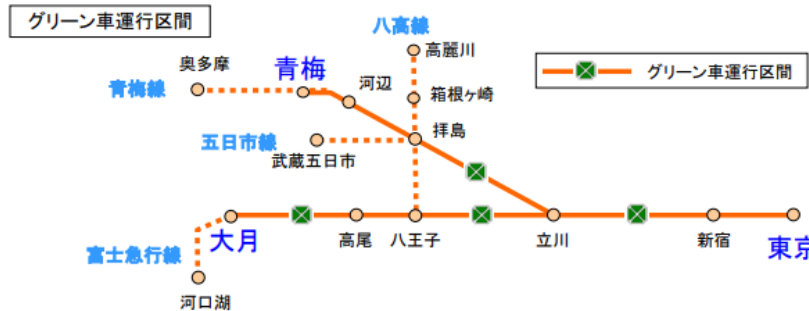 グリーン車運行区間
八高線
高麗川
奥多摩
青梅
河辺
グリーン車運行区間
青梅線
箱根ヶ崎
五日市線
拝島
武蔵五日市
大月
高尾
八王子
立川
新宿
東京
富士急行線
河口湖